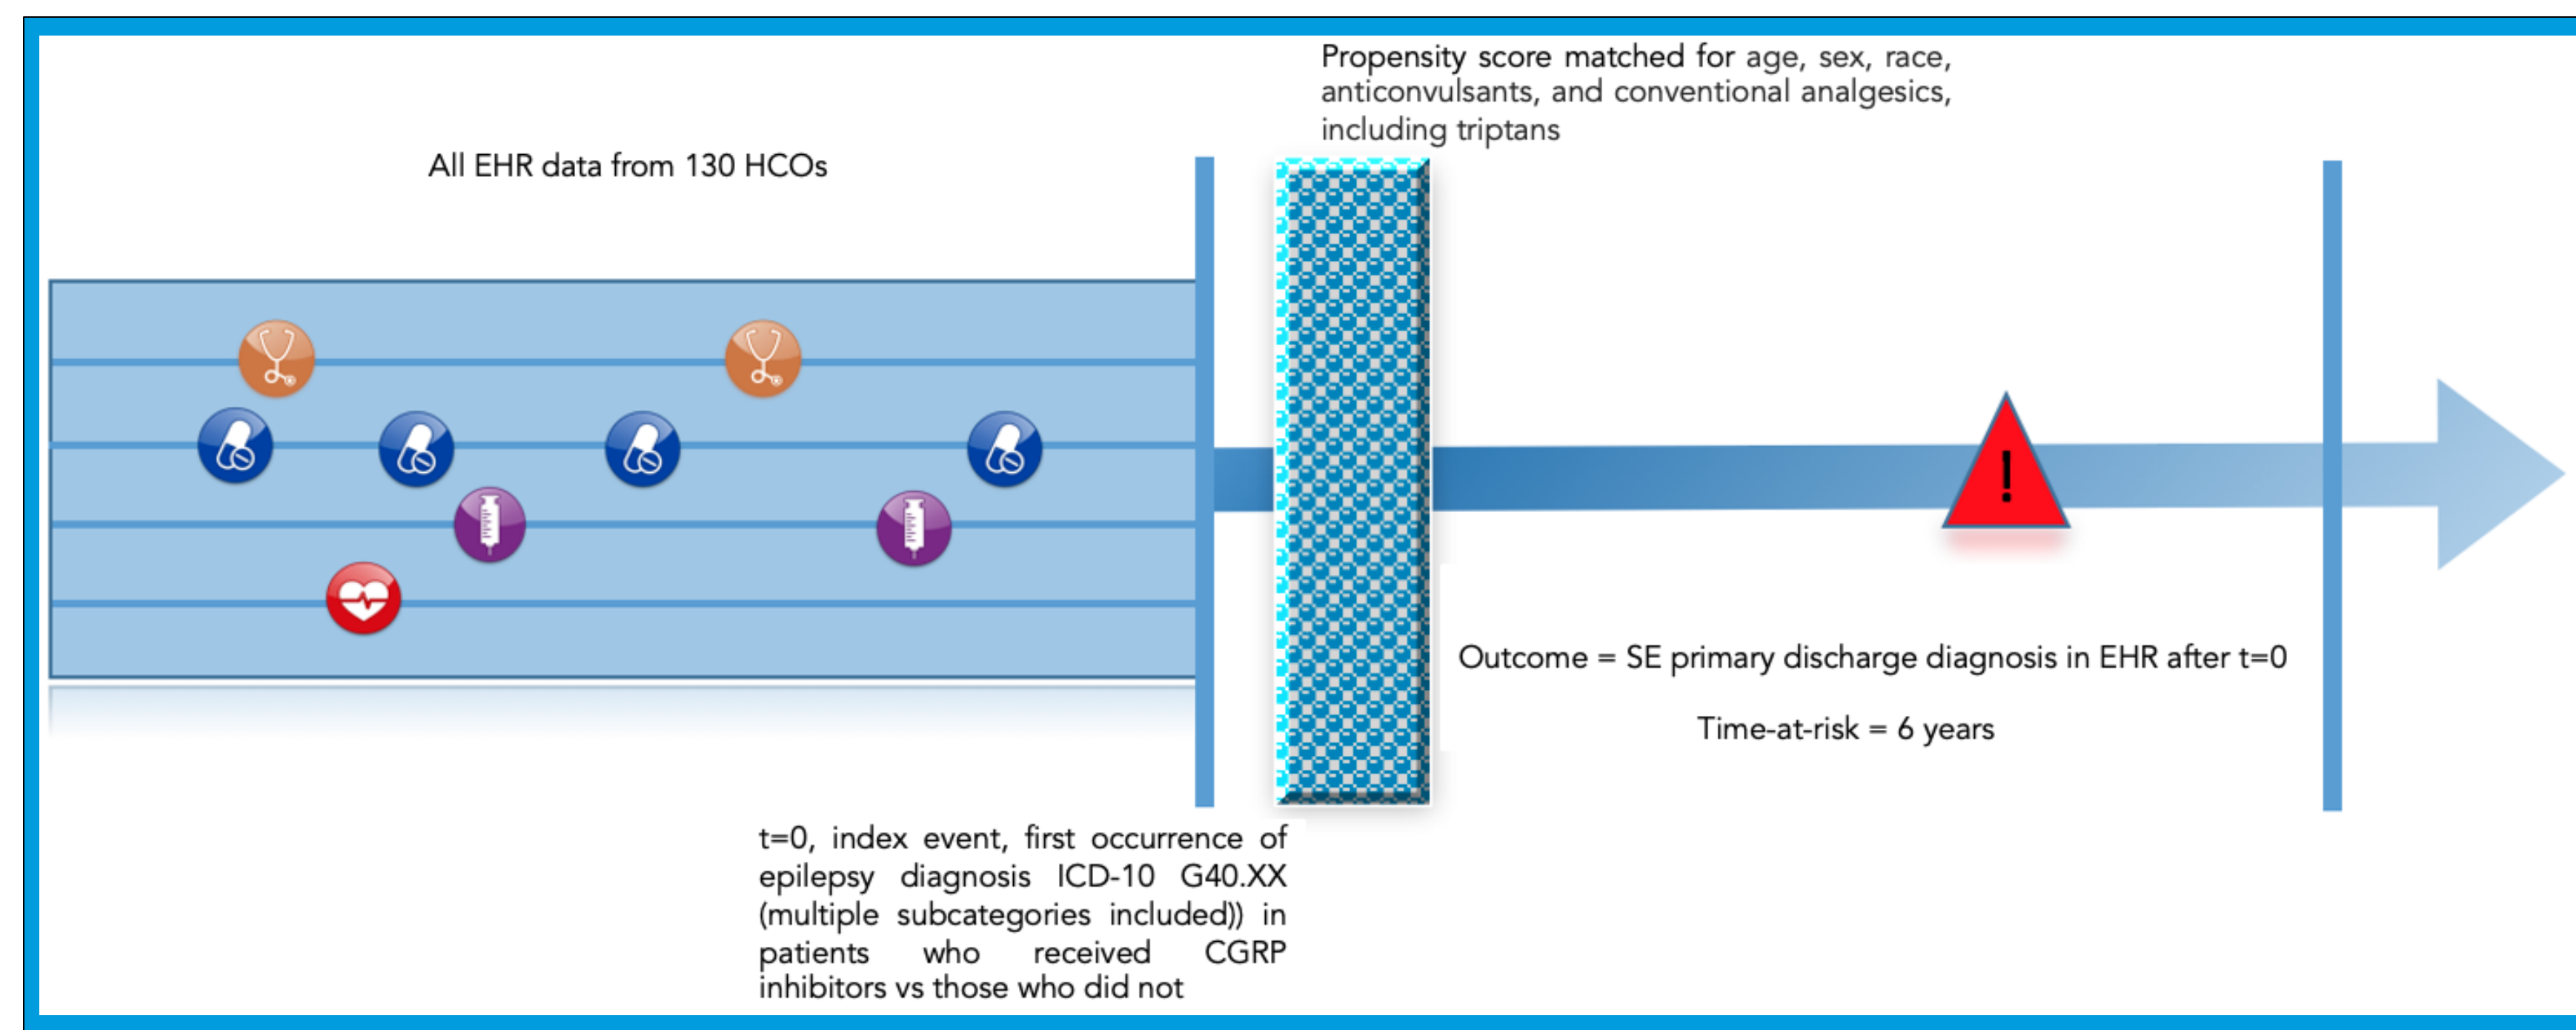 Propensity score matched for age, sex, race,
anticonvulsants, and conventional analgesics,
including triptans
All EHR data from 130 HCOs
!
Outcome = SE primary discharge diagnosis in EHR after t=0
Time-at-risk = 6 years
t=0, index event, first occurrence of
epilepsy diagnosis ICD-10 G40.XX
(multiple subcategories included)) in
patients who received CGRP
inhibitors vs those who did not